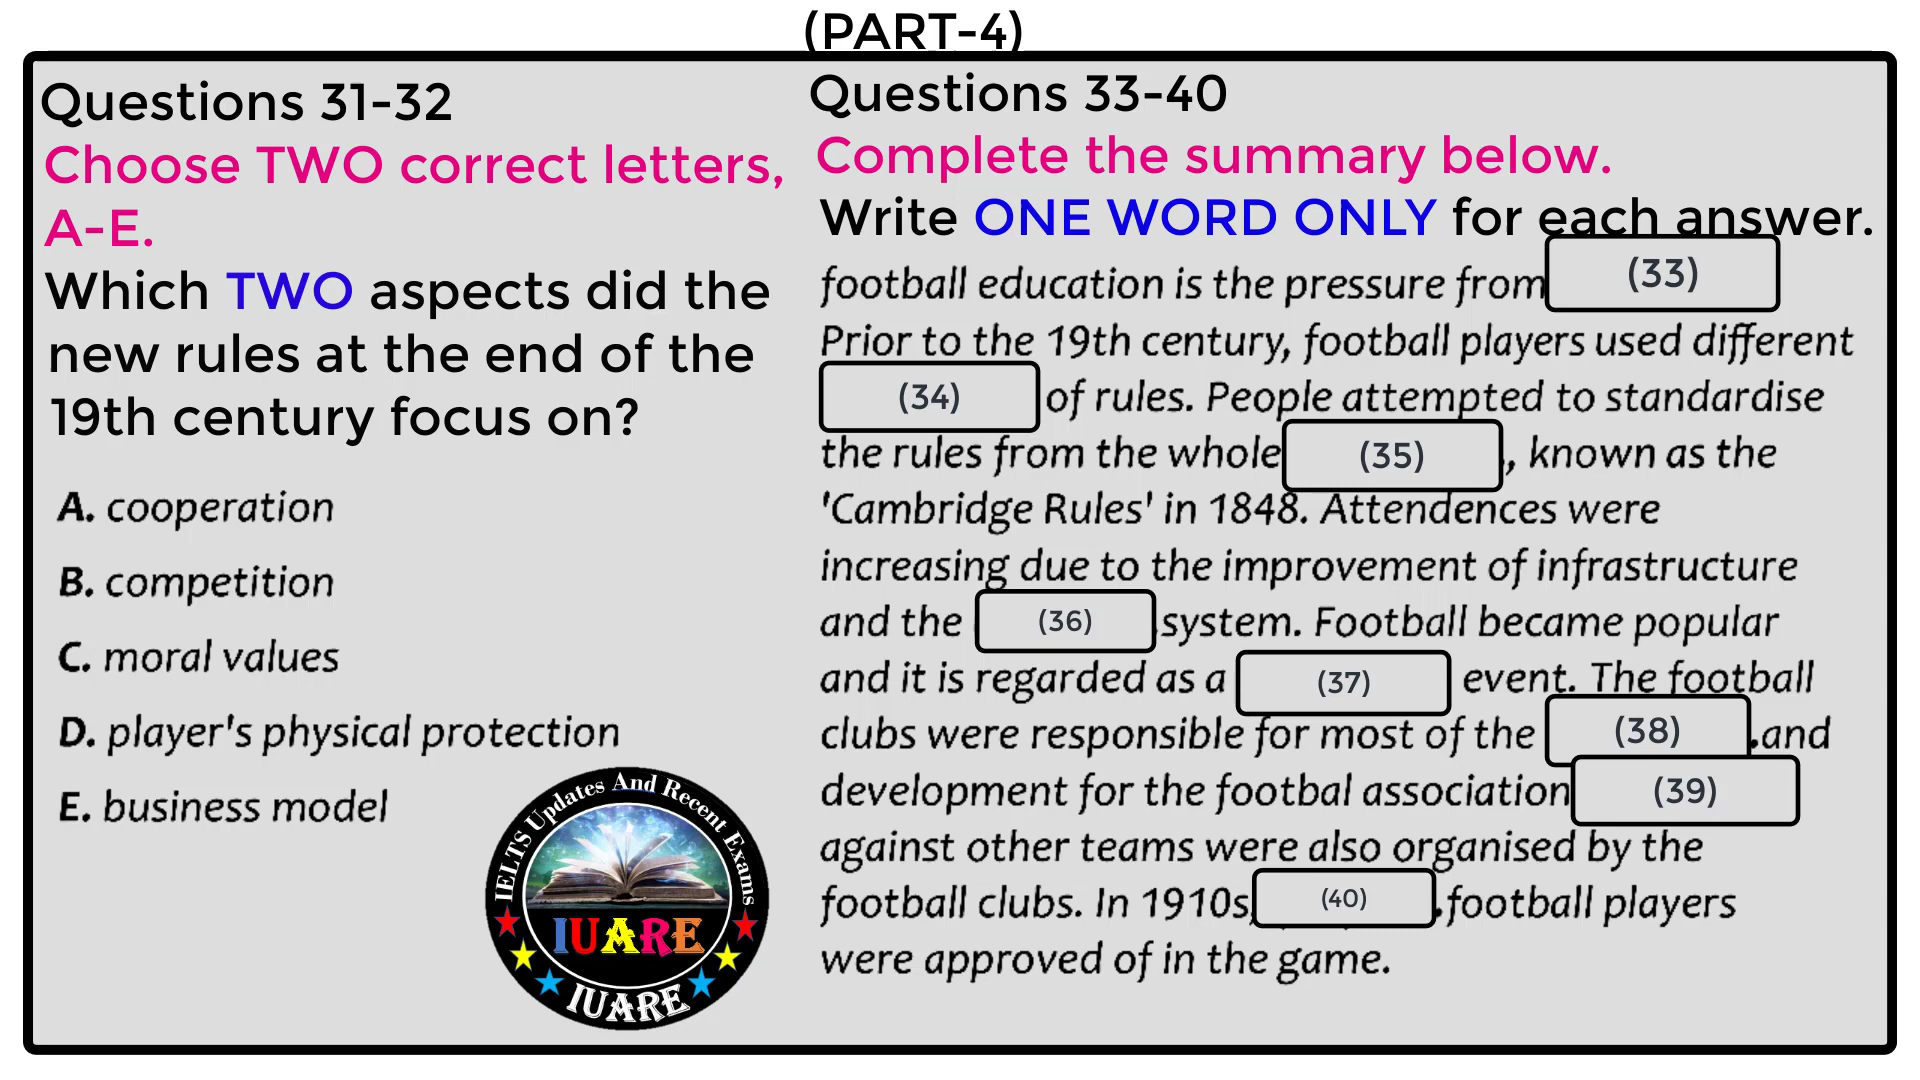 (PART-4)
Questions 31-32
Choose TWO correct letters,
A-E.
Which TWO aspects did the
new rules at the end of the
19th century focus on?
A. cooperation
B. competition
C. moral values
D. player's physical protection
E. business model
IELTS Updates And Recent Exams
IUARE
IUARE
Questions 33-40
Complete the summary below.
Write ONE WORD ONLY for each answer.
football education is the pressure from (33)
Prior to the 19th century, football players used different
(34) of rules. People attempted to standardise
the rules from the whole (35) , known as the
'Cambridge Rules' in 1848. Attendences were
increasing due to the improvement of infrastructure
and the (36) system. Football became popular
and it is regarded as a (37) event. The football
clubs were responsible for most of the (38) .and
development for the footbal association (39)
against other teams were also organised by the
football clubs. In 1910s, (40) .football players
were approved of in the game.